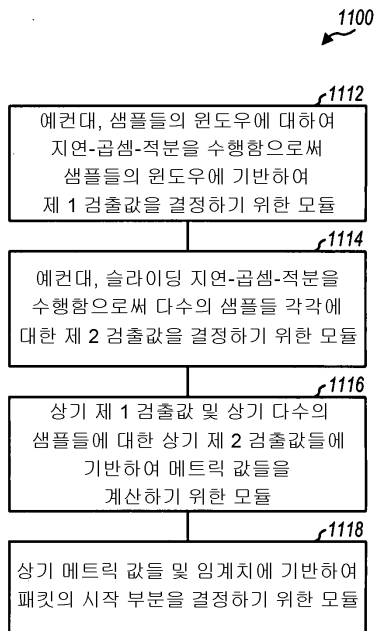 1100
1112
예컨대, 샘플들의 윈도우에 대하여
지연-곱셈-적분을 수행함으로써
샘플들의 윈도우에 기반하여
제 1 검출값을 결정하기 위한 모듈
1114
예컨대, 슬라이딩 지연-곱셈-적분을
수행함으로써 다수의 샘플들 각각에
대한 제 2 검출값을 결정하기 위한 모듈
1116
상기 제 1 검출값 및 상기 다수의
샘플들에 대한 상기 제 2 검출값들에
기반하여 메트릭 값들을
계산하기 위한 모듈
1118
상기 메트릭 값들 및 임계치에 기반하여
패킷의 시작 부분을 결정하기 위한 모듈